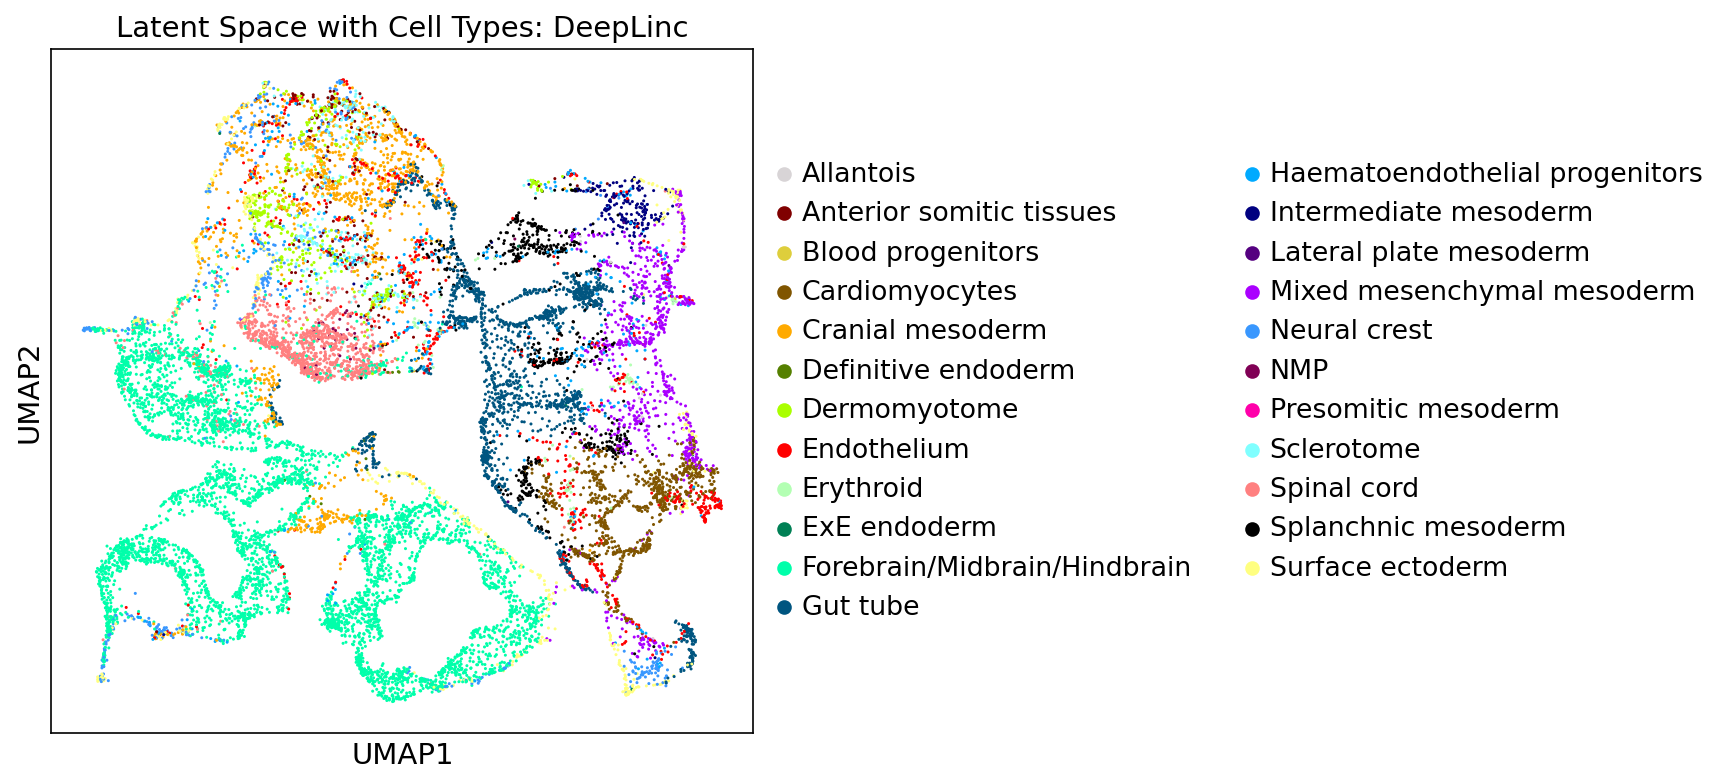 Latent Space with Cell Types: DeepLinc
UMAP2
UMAP1
Allantois
Anterior somitic tissues
Blood progenitors
Cardiomyocytes
Cranial mesoderm
Definitive endoderm
Dermomyotome
Endothelium
Erythroid
ExE endoderm
Forebrain/Midbrain/Hindbrain
Gut tube
Haematoendothelial progenitors
Intermediate mesoderm
Lateral plate mesoderm
Mixed mesenchymal mesoderm
Neural crest
NMP
Presomitic mesoderm
Sclerotome
Spinal cord
Splanchnic mesoderm
Surface ectoderm